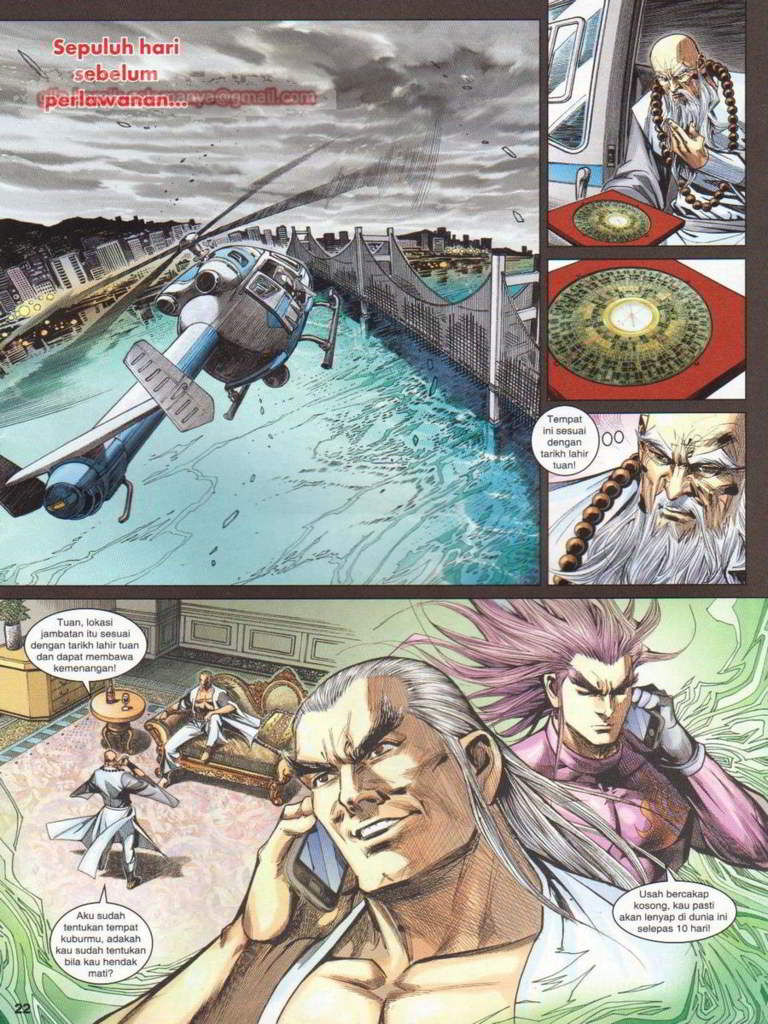 Sepuluh hari
sebelum
perlawanan...
Tempat
ini sesuai
dengan
tarikh lahir
tuan!
Tuan, lokasi
jambatan itu sesuai
dengan tarikh lahir tuan
dan dapat membawa
kemenangan!
Aku sudah
tentukan tempat
kuburmu, adakah
kau sudah tentukan
bila kau hendak
mati?
Usah bercakap
kosong, kau pasti
akan lenyap di dunia ini
selepas 10 hari!
22